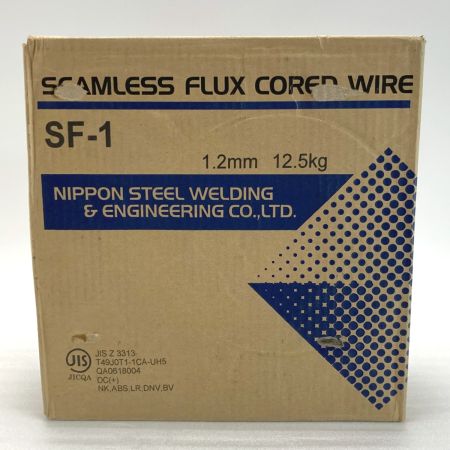 SEAMLESS FLUX CORED WIRE
SF-1
1.2mm 12.5kg
NIPPON STEEL WELDING
& ENGINEERING CO.,LTD.
JIS
JICQA
JIS Z 3313-
T49J0T1-1CA-UH5
QA0618004
DC(+)
NK,ABS,LR,DNV,BV